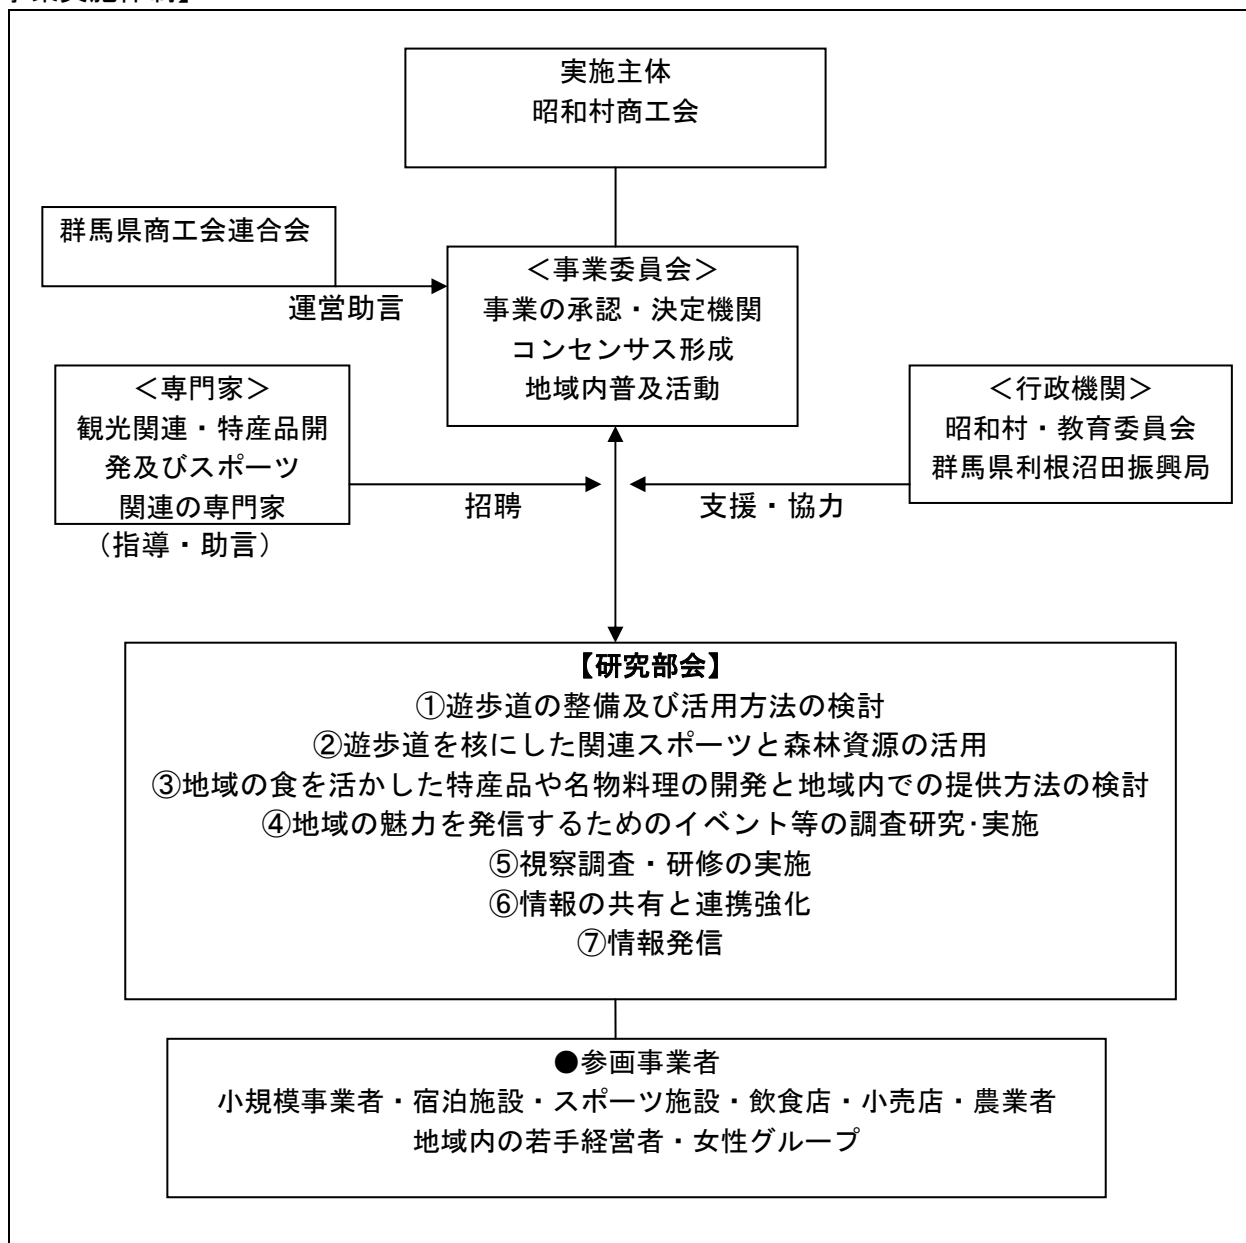 実施主体
昭和村商工会
群馬県商工会連合会
運営助言
＜事業委員会＞
事業の承認・決定機関
コンセンサス形成
地域内普及活動
＜専門家＞
観光関連・特産品開
発及びスポーツ
関連の専門家
（指導・助言）
招聘
＜行政機関＞
昭和村・教育委員会
群馬県利根沼田振興局
支援・協力
【研究部会】
①遊歩道の整備及び活用方法の検討
②遊歩道を核にした関連スポーツと森林資源の活用
③地域の食を活かした特産品や名物料理の開発と地域内での提供方法の検討
④地域の魅力を発信するためのイベント等の調査研究･実施
⑤視察調査・研修の実施
⑥情報の共有と連携強化
⑦情報発信
●参画事業者
小規模事業者・宿泊施設・スポーツ施設・飲食店・小売店・農業者
地域内の若手経営者・女性グループ